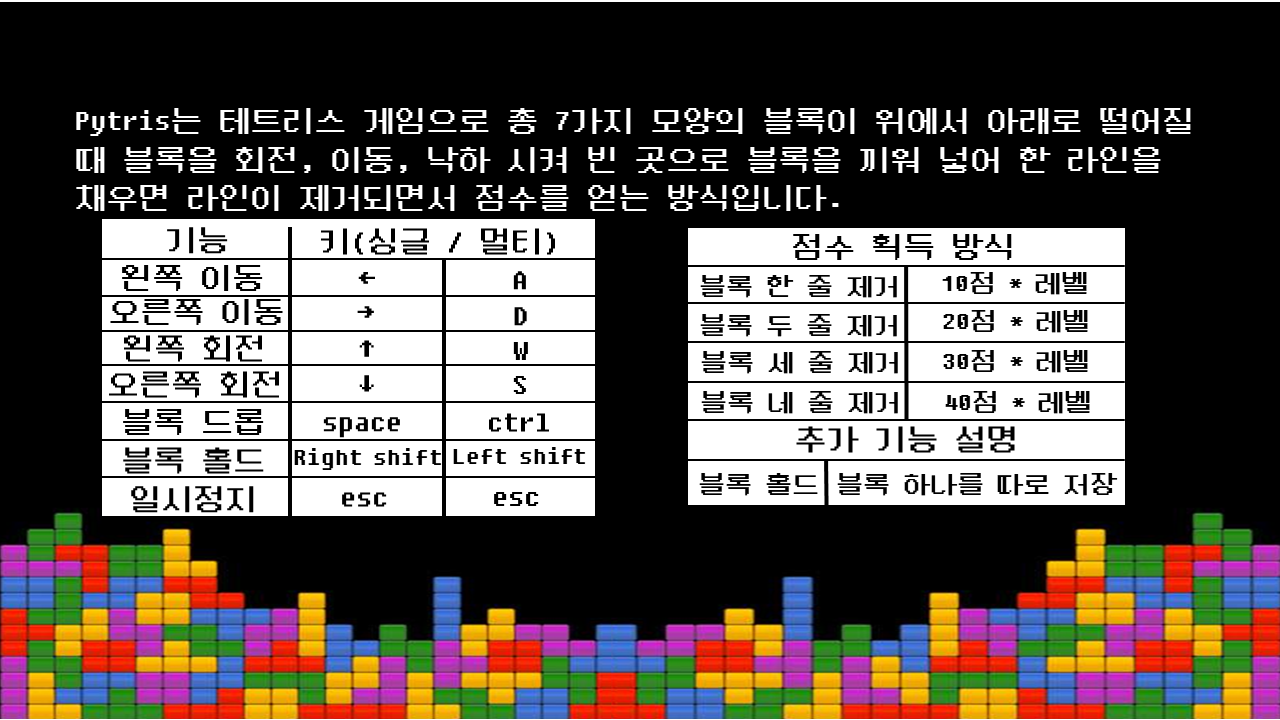 Pytris는 테트리스 게임으로 총 7가지 모양의 블록이 위에서 아래로 떨어질
때 블록을 회전, 이동, 낙하 시켜 빈 곳으로 블록을 끼워 넣어 한 라인을
채우면 라인이 제거되면서 점수를 얻는 방식입니다.
기능 키(싱글 / 멀티)
왼쪽 이동 ← A
오른쪽 이동 → D
왼쪽 회전 ↑ W
오른쪽 회전 ↓ S
블록 드롭 space ctrl
블록 홀드 Right shift Left shift
일시정지 esc esc
점수 획득 방식
블록 한 줄 제거 10점 * 레벨
블록 두 줄 제거 20점 * 레벨
블록 세 줄 제거 30점 * 레벨
블록 네 줄 제거 40점 * 레벨
추가 기능 설명
블록 홀드 블록 하나를 따로 저장